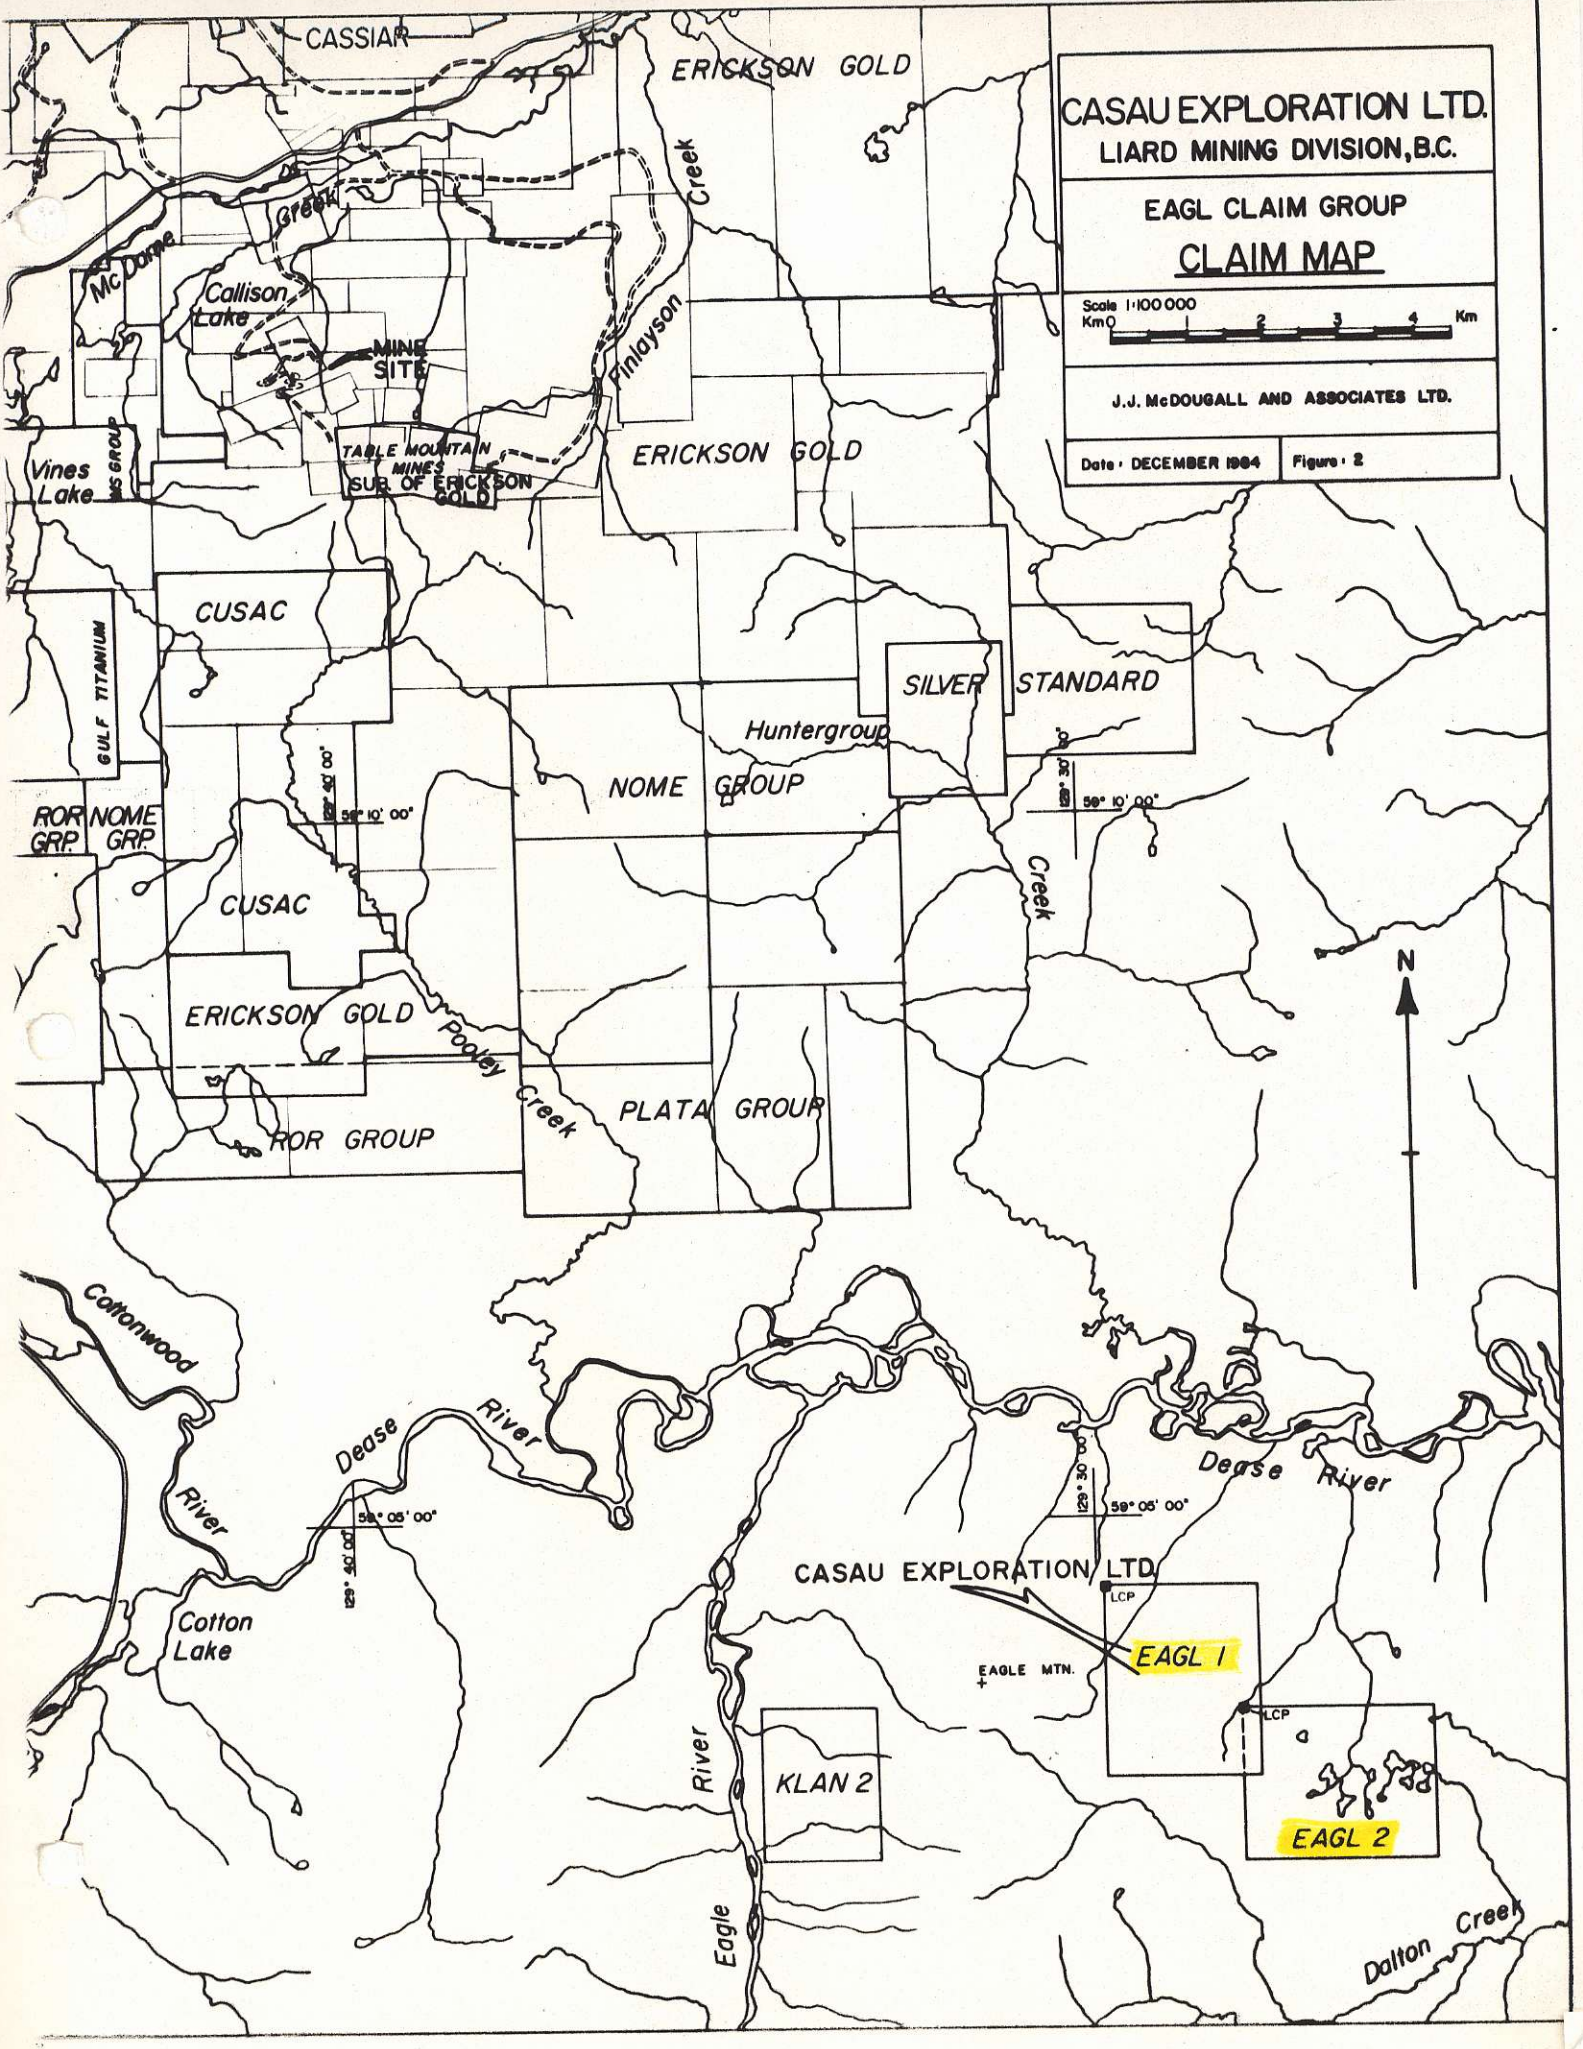 CASSIAR
ERICKSON GOLD
CASAU EXPLORATION LTD.
LIARD MINING DIVISION, B.C.
EAGL CLAIM GROUP
CLAIM MAP
Scale 1:100 000
Km 0 1 2 3 4 Km
J.J. McDOUGALL AND ASSOCIATES LTD.
Date: DECEMBER 1984
Figure: 2
Creek
Finlayson
McDame
Creek
Callison
Lake
MINE
SITE
TABLE MOUNTAIN
MINES
SUB. OF ERICKSON
GOLD
ERICKSON GOLD
Vines
Lake
GROUP
CUSAC
GULF TITANIUM
SILVER STANDARD
Huntergroup
Creek
NOME GROUP
129° 40' 00"
59° 10' 00"
129° 30' 00"
59° 10' 00"
ROR
GRP.
NOME
GRP.
CUSAC
N
ERICKSON GOLD
Pooley Creek
PLATA GROUP
ROR GROUP
Cottonwood
River
Dease River
Dease River
59° 05' 00"
129° 40' 00"
129° 30' 00"
59° 05' 00"
CASAU EXPLORATION LTD.
LCP
EAGL 1
EAGLE MTN.
LCP
EAGL 2
Cotton
Lake
KLAN 2
Eagle River
Dalton Creek